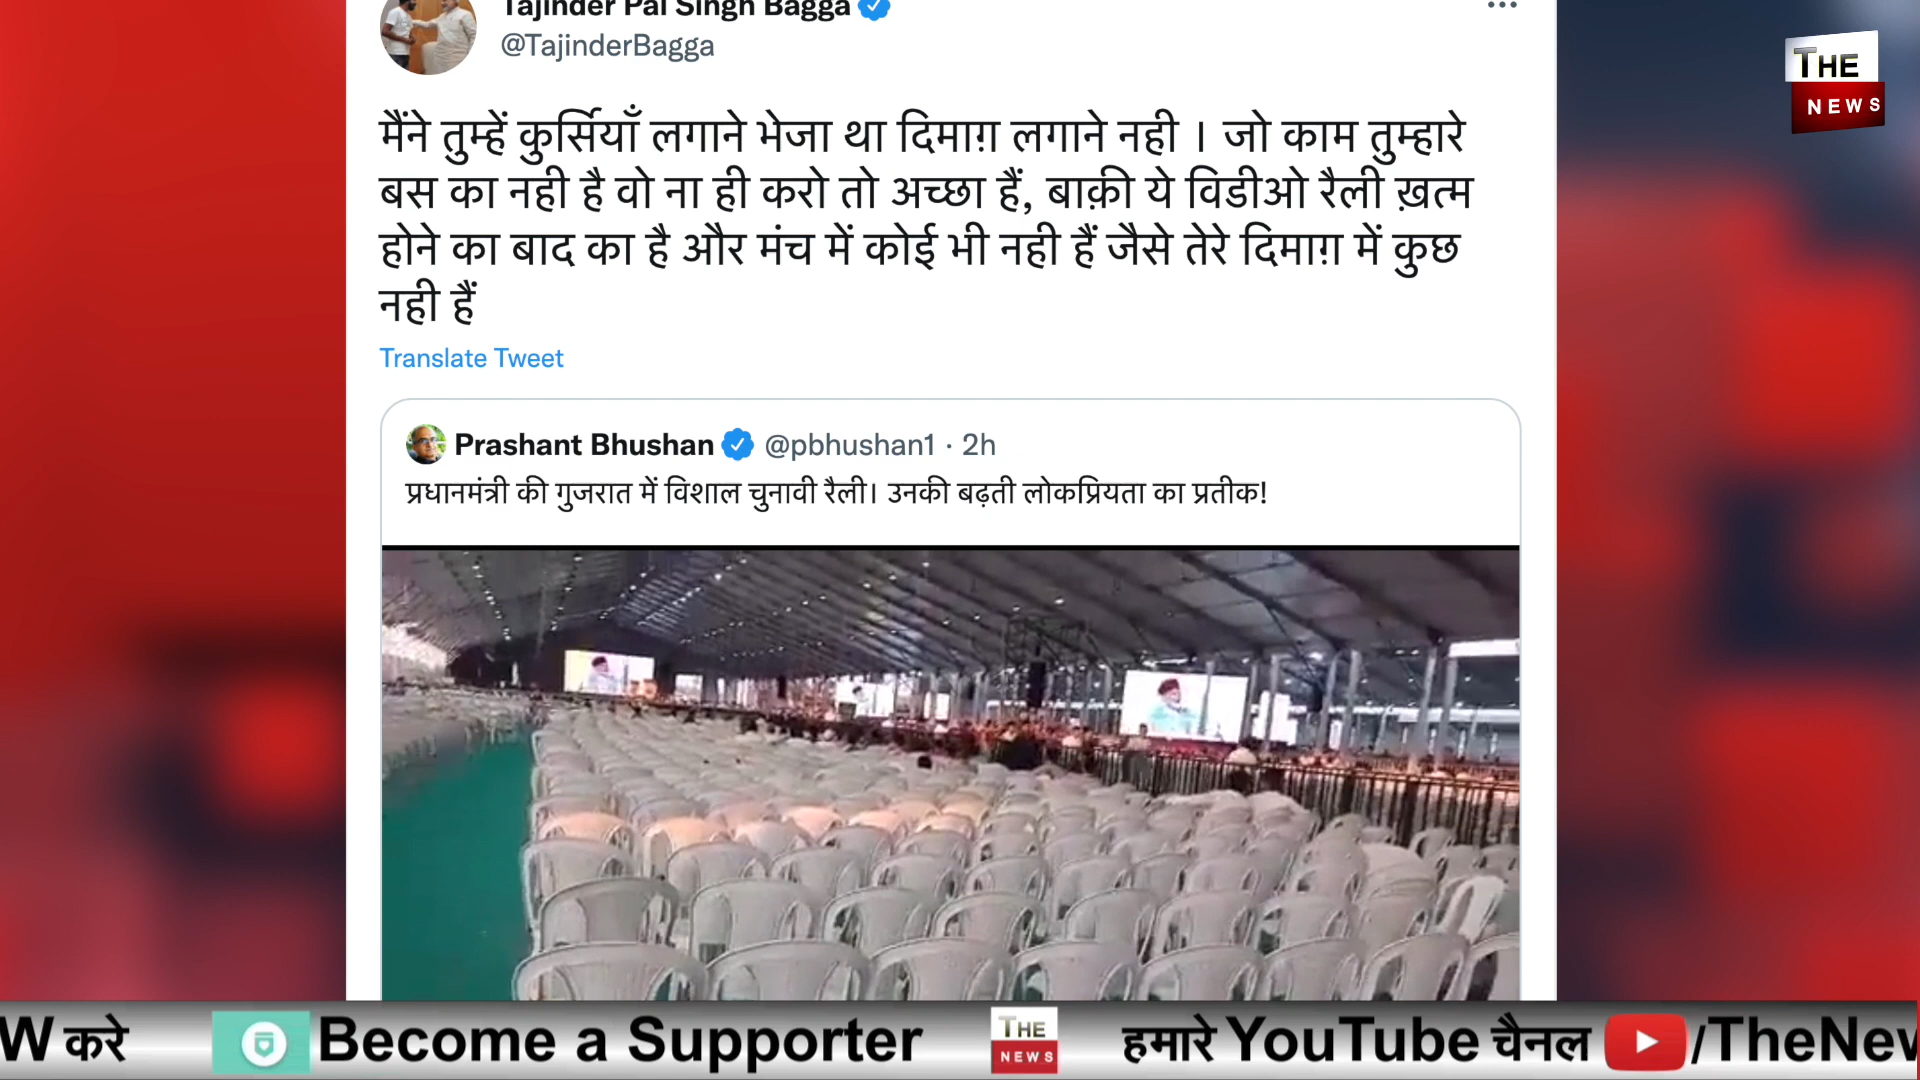 Tajinder Pal Singh Bagga
@TajinderBagga
THE
NEWS
मैंने तुम्हें कुर्सियाँ लगाने भेजा था दिमाग़ लगाने नही । जो काम तुम्हारे
बस का नही है वो ना ही करो तो अच्छा हैं, बाक़ी ये विडीओ रैली ख़त्म
होने का बाद का है और मंच में कोई भी नही हैं जैसे तेरे दिमाग़ में कुछ
नही हैं
Translate Tweet
Prashant Bhushan @pbhushan1 · 2h
प्रधानमंत्री की गुजरात में विशाल चुनावी रैली। उनकी बढ़ती लोकप्रियता का प्रतीक!
W करे Become a Supporter THE NEWS हमारे YouTube चैनल /TheNew